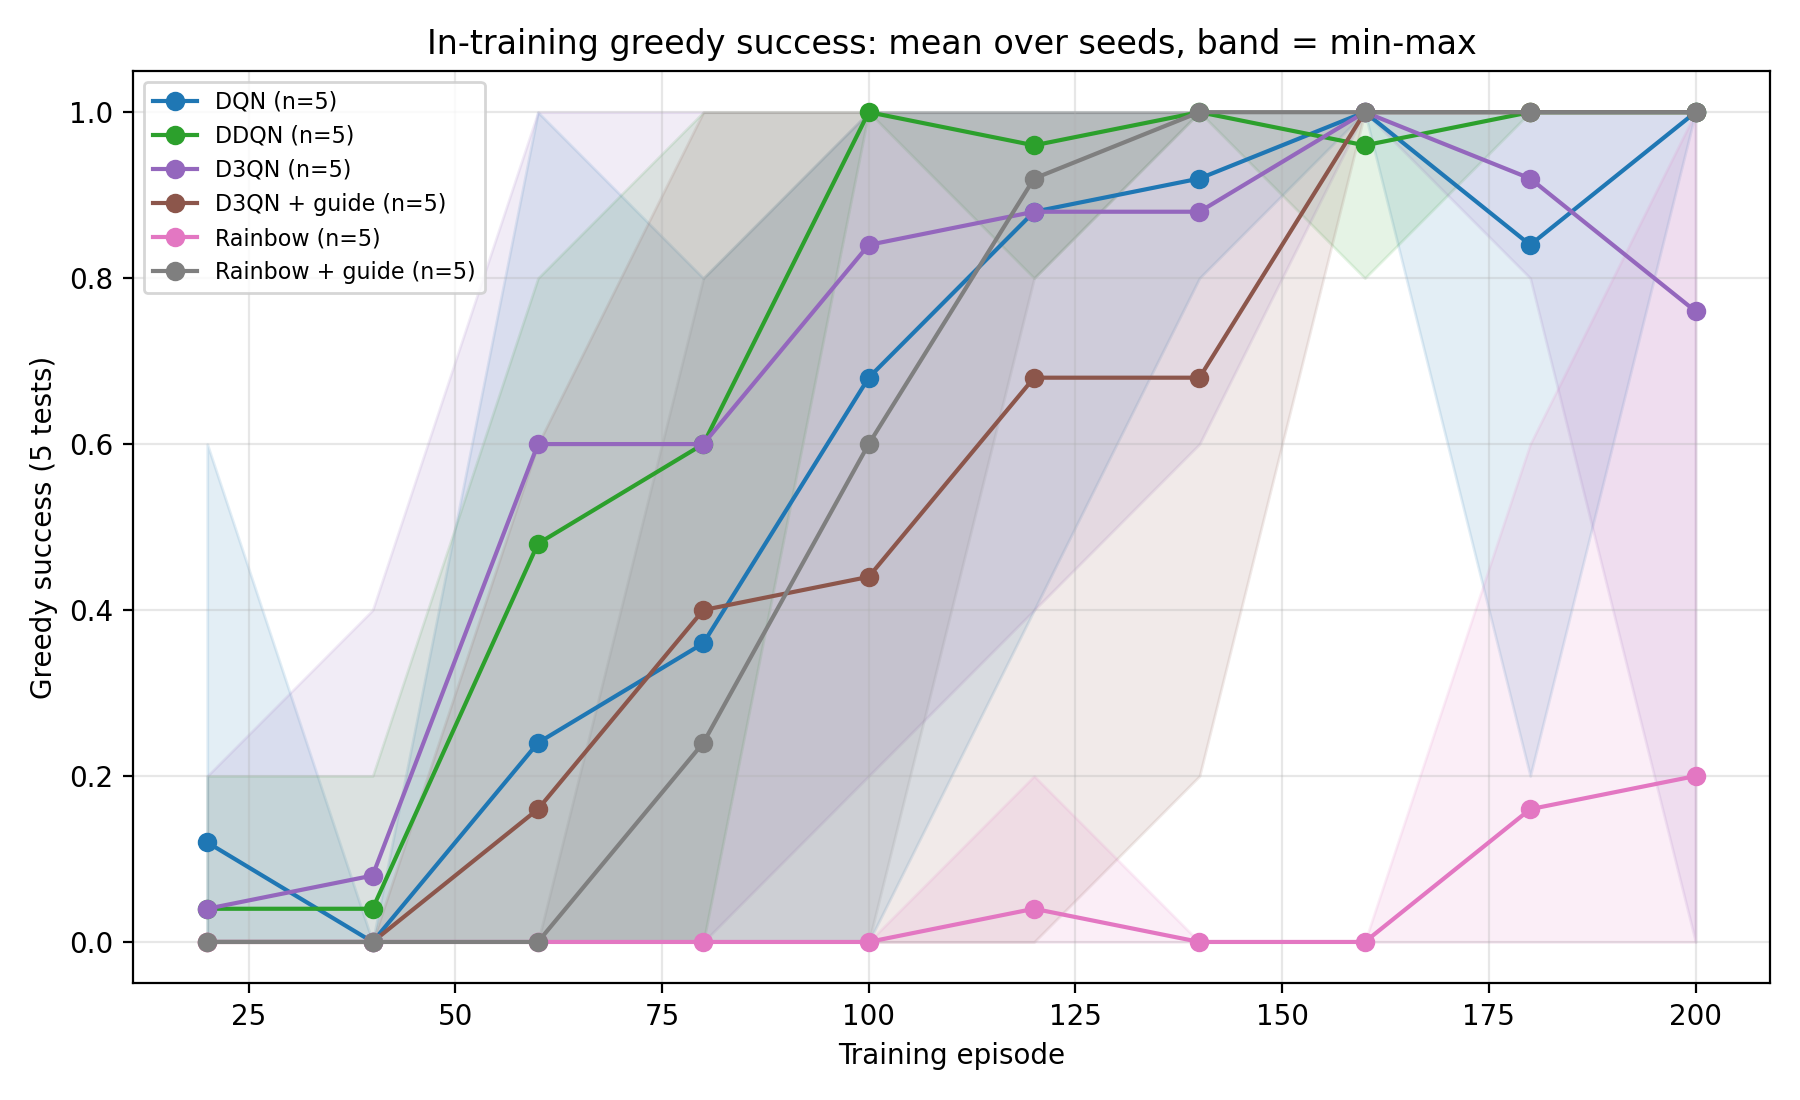 In-training greedy success: mean over seeds, band = min-max
DQN (n=5)
DDQN (n=5)
D3QN (n=5)
D3QN + guide (n=5)
Rainbow (n=5)
Rainbow + guide (n=5)
1.0
0.8
0.6
0.4
0.2
0.0
Greedy success (5 tests)
25
50
75
100
125
150
175
200
Training episode